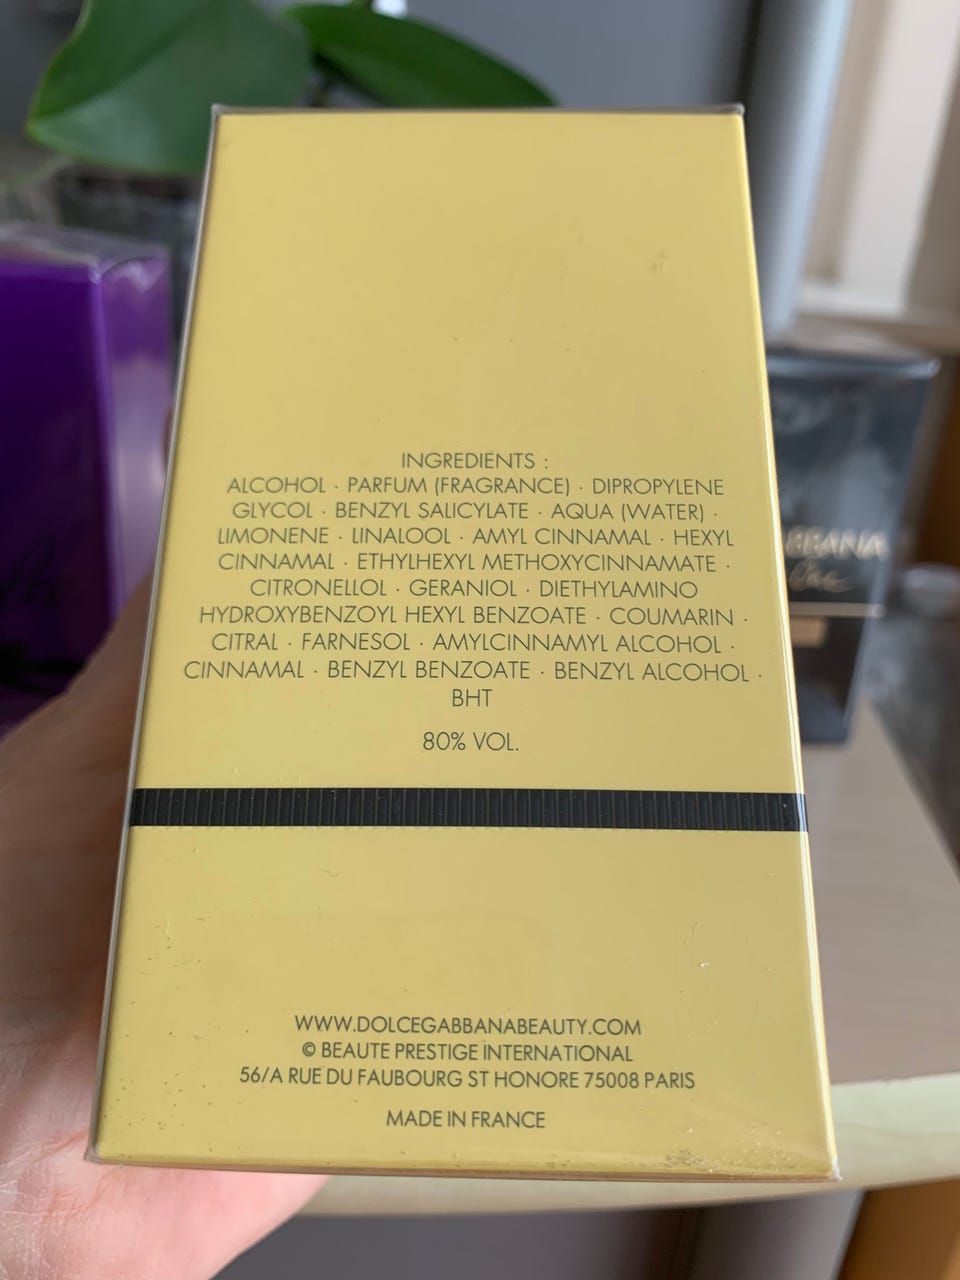 INGREDIENTS :
ALCOHOL · PARFUM (FRAGRANCE) · DIPROPYLENE
GLYCOL · BENZYL SALICYLATE · AQUA (WATER) ·
LIMONENE · LINALOOL · AMYL CINNAMAL · HEXYL
CINNAMAL · ETHYLHEXYL METHOXYCINNAMATE ·
CITRONELLOL · GERANIOL · DIETHYLAMINO
HYDROXYBENZOYL HEXYL BENZOATE · COUMARIN ·
CITRAL · FARNESOL · AMYLCINNAMYL ALCOHOL ·
CINNAMAL · BENZYL BENZOATE · BENZYL ALCOHOL ·
BHT
80% VOL.
WWW.DOLCEGABBANABEAUTY.COM
© BEAUTE PRESTIGE INTERNATIONAL
56/A RUE DU FAUBOURG ST HONORE 75008 PARIS
MADE IN FRANCE